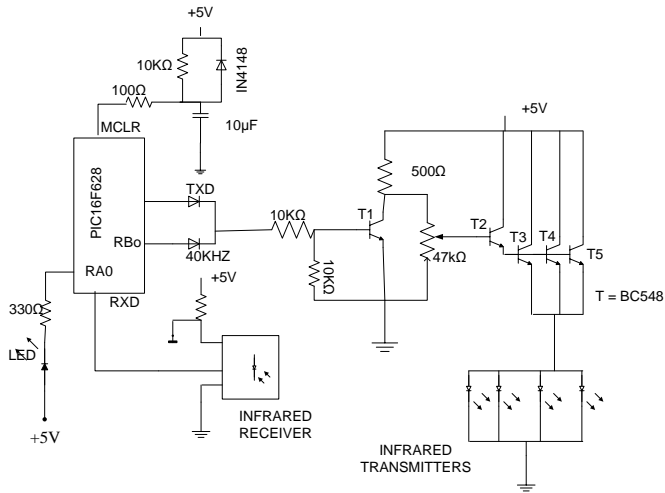 +5V
10KΩ
IN4148
100Ω
10µF
MCLR
PIC16F628
TXD
RBo
40KHZ
RA0
RXD
330Ω
LED
+5V
+5V
INFRARED
RECEIVER
10KΩ
10KΩ
T1
500Ω
47kΩ
+5V
T2
T3
T4
T5
T = BC548
INFRARED
TRANSMITTERS